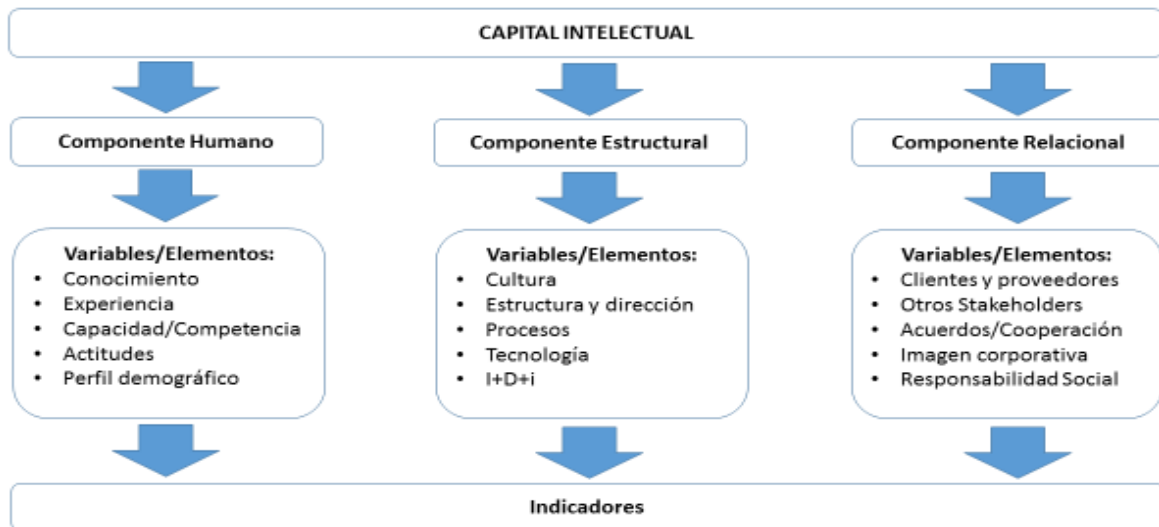 CAPITAL INTELECTUAL
Componente Humano
Componente Estructural
Componente Relacional
Variables/Elementos:
• Conocimiento
• Experiencia
• Capacidad/Competencia
• Actitudes
• Perfil demográfico
Variables/Elementos:
• Cultura
• Estructura y dirección
• Procesos
• Tecnología
• I+D+i
Variables/Elementos:
• Clientes y proveedores
• Otros Stakeholders
• Acuerdos/Cooperación
• Imagen corporativa
• Responsabilidad Social
Indicadores